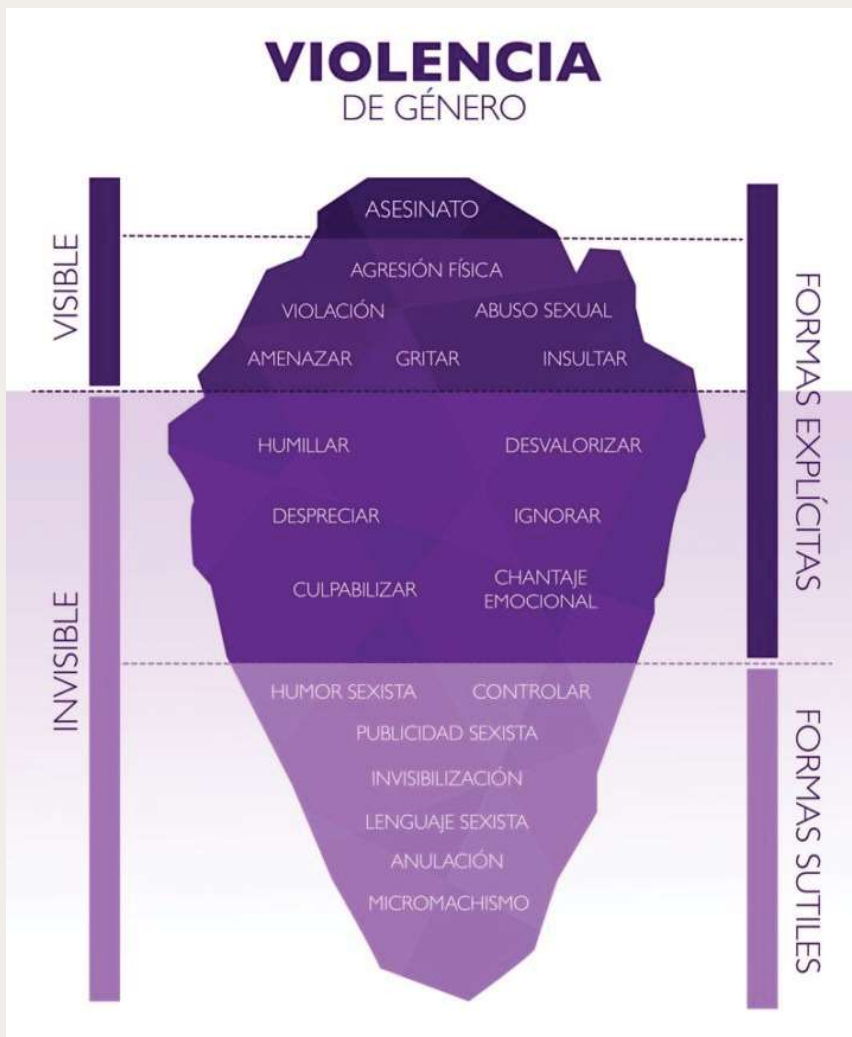 VIOLENCIA
DE GÉNERO
VISIBLE
ASESINATO
AGRESIÓN FÍSICA
VIOLACIÓN
ABUSO SEXUAL
AMENAZAR
GRITAR
INSULTAR
FORMAS EXPLÍCITAS
INVISIBLE
HUMILLAR
DESVALORIZAR
DESPRECIAR
IGNORAR
CULPABILIZAR
CHANTAJE
EMOCIONAL
HUMOR SEXISTA
CONTROLAR
PUBLICIDAD SEXISTA
INVISIBILIZACIÓN
LENGUAJE SEXISTA
ANULACIÓN
MICROMACHISMO
FORMAS SUTILES